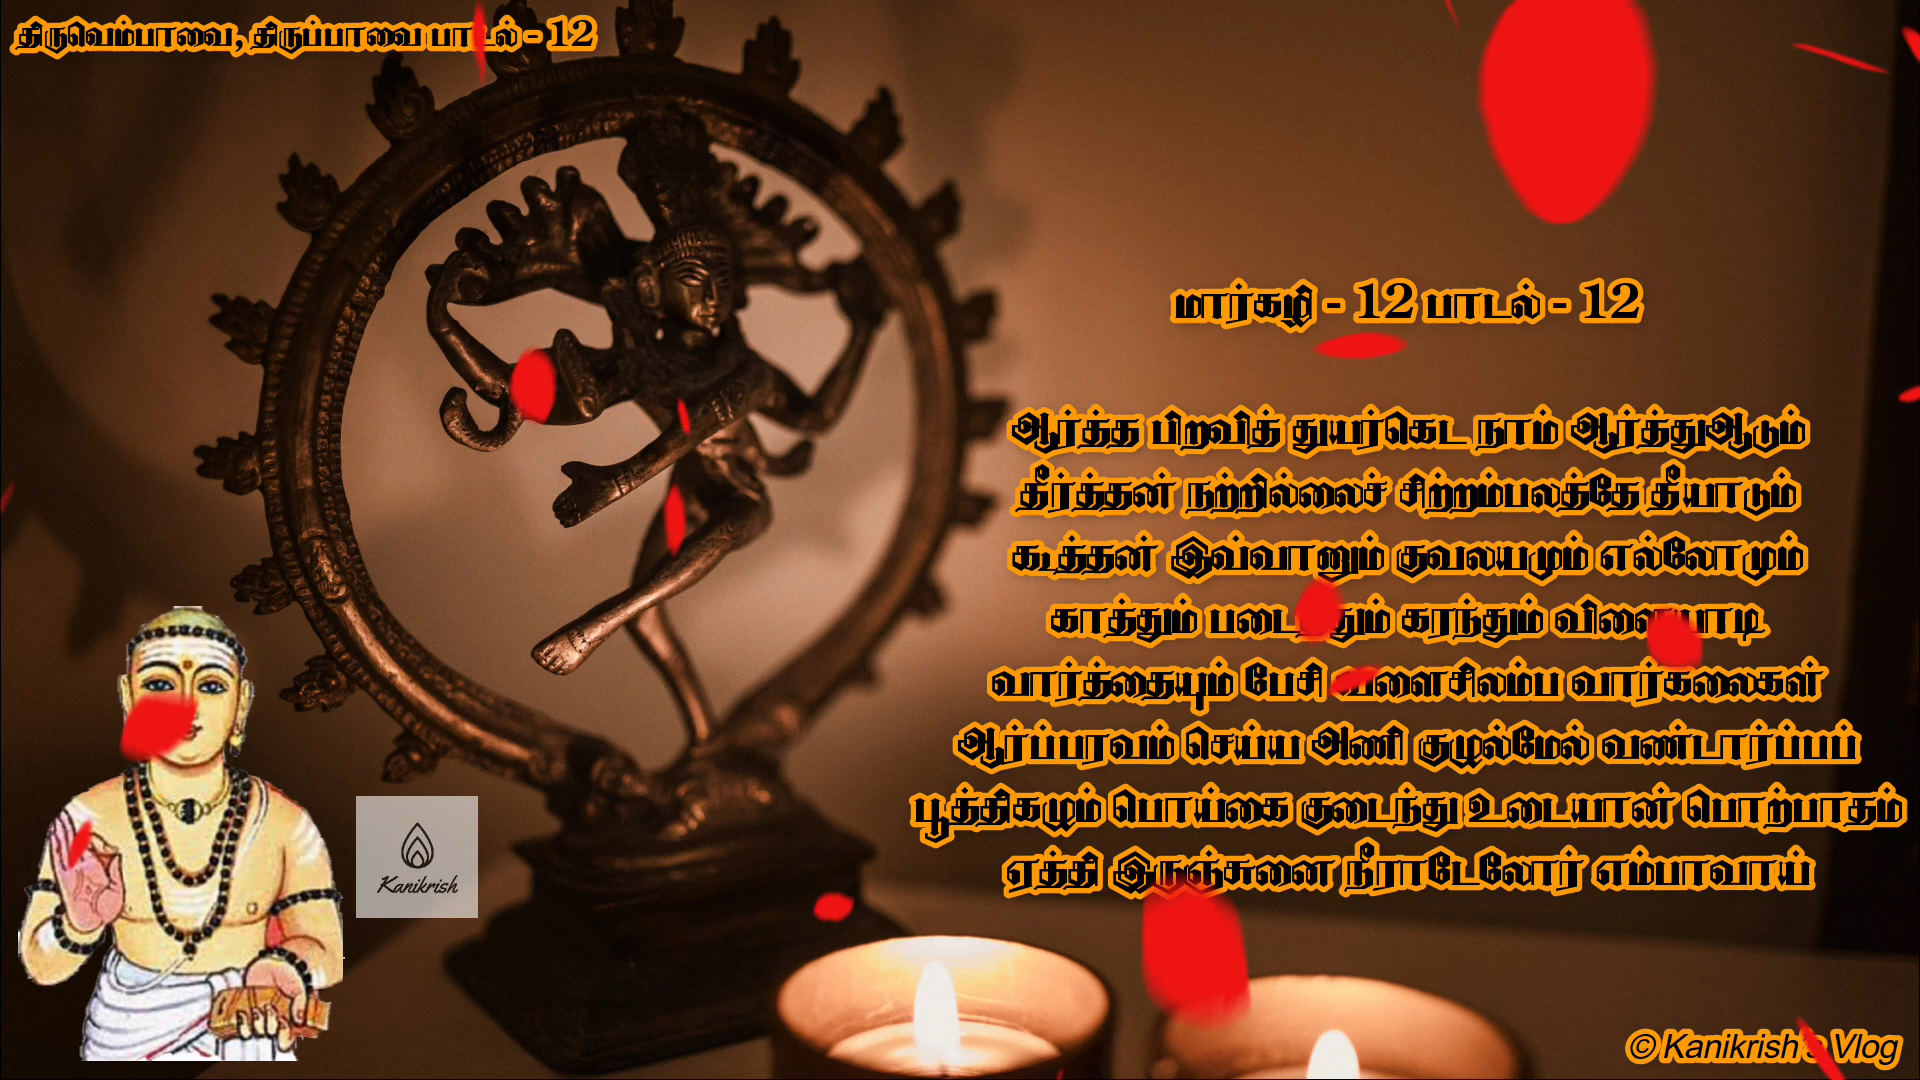 திருவெம்பாவை, திருப்பாவை பாடல் - 12
மார்கழி - 12 பாடல் - 12
ஆர்த்த பிறவித் துயர்கெட நாம் ஆர்த்துஆடும்
தீர்த்தன் நற்றில்லைச் சிற்றம்பலத்தே தீயாடும்
கூத்தன் இவ்வானும் குவலயமும் எல்லோமும்
காத்தும் படைத்தும் கரந்தும் விளையாடி
வார்த்தையும் பேசி வளைசிலம்ப வார்கலைகள்
ஆர்ப்பரவம் செய்ய அணி குழல்மேல் வண்டார்ப்பப்
பூத்திகழும் பொய்கை குடைந்து உடையான் பொற்பாதம்
ஏத்தி இருஞ்சுனை நீராடேலோர் எம்பாவாய்
Kanikrish
© Kanikrish's Vlog